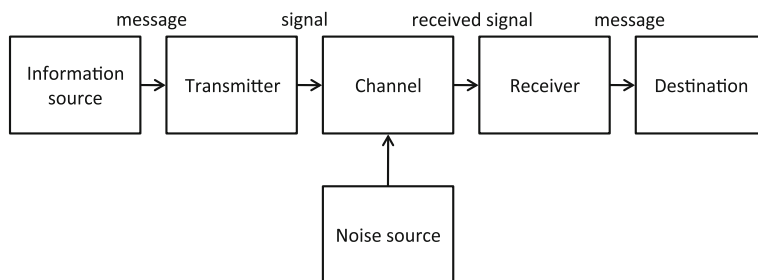 message
signal
received signal
message
Information
source
Transmitter
Channel
Receiver
Destination
Noise source